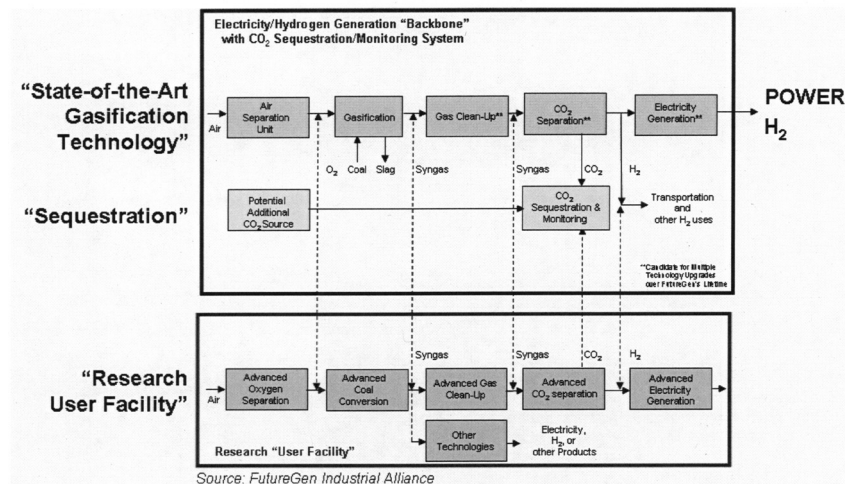 Electricity/Hydrogen Generation "Backbone"
with CO2 Sequestration/Monitoring System
"State-of-the-Art
Gasification
Technology"
Air
Air
Separation
Unit
Gasification
Gas Clean-Up**
CO2
Separation**
Electricity
Generation**
POWER
H2
O2
Coal
Slag
Syngas
Syngas
CO2
H2
"Sequestration"
Potential
Additional
CO2 Source
CO2
Sequestration &
Monitoring
Transportation
and
other H2 uses
**Candidate for Multiple
Technology Upgrades
over FutureGen's Lifetime
Syngas
Syngas
CO2
H2
"Research
User Facility"
Air
Advanced
Oxygen
Separation
Advanced
Coal
Conversion
Advanced Gas
Clean-Up
Advanced
CO2 separation
Advanced
Electricity
Generation
Other
Technologies
Electricity,
H2, or
other Products
Research "User Facility"
Source: FutureGen Industrial Alliance